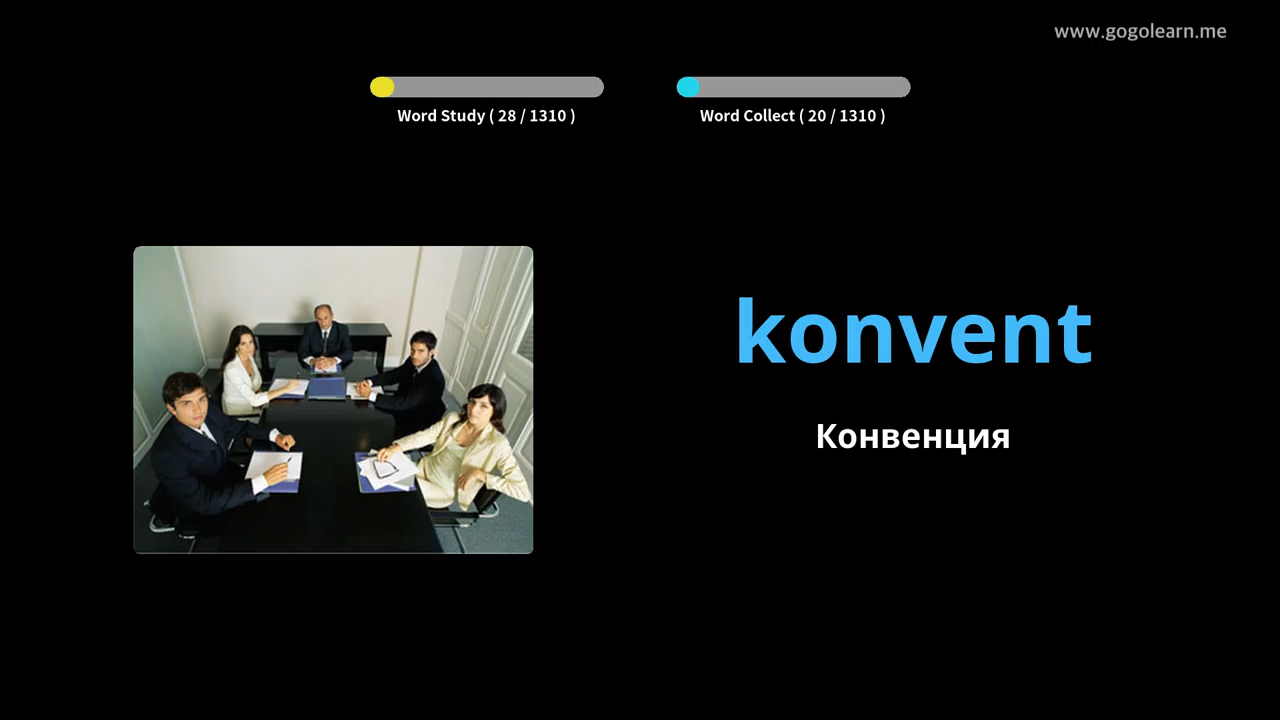 www.gogolearn.me
Word Study ( 28 / 1310 )
Word Collect ( 20 / 1310 )
konvent
Конвенция